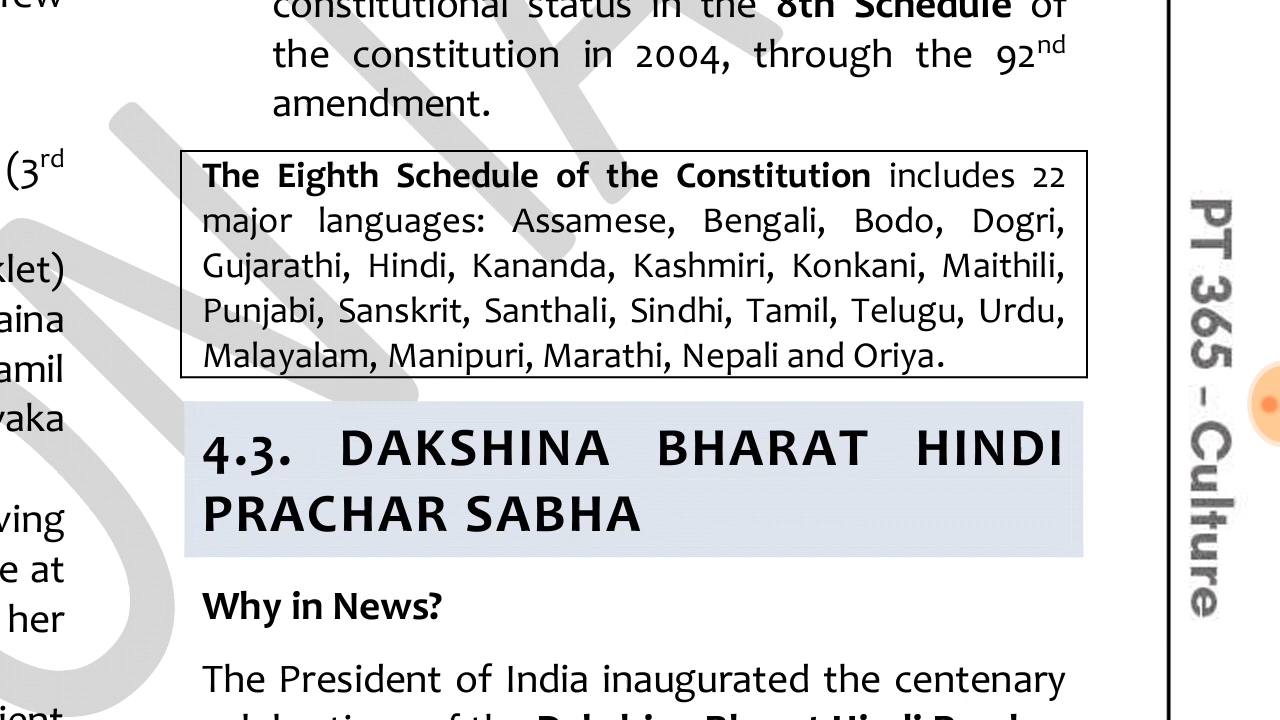 constitutional status in the 8th Schedule of
the constitution in 2004, through the 92nd
amendment.
(3rd
The Eighth Schedule of the Constitution includes 22
major languages: Assamese, Bengali, Bodo, Dogri,
Gujarathi, Hindi, Kananda, Kashmiri, Konkani, Maithili,
Punjabi, Sanskrit, Santhali, Sindhi, Tamil, Telugu, Urdu,
Malayalam, Manipuri, Marathi, Nepali and Oriya.
klet)
aina
amil
yaka
ving
e at
her
4.3. DAKSHINA BHARAT HINDI
PRACHAR SABHA
Why in News?
The President of India inaugurated the centenary
PT 365 - Culture